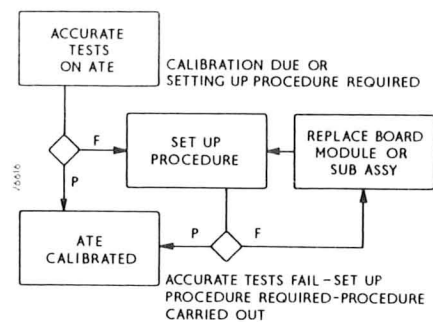 ACCURATE
TESTS
ON ATE
CALIBRATION DUE OR
SETTING UP PROCEDURE REQUIRED
F
P
SET UP
PROCEDURE
REPLACE BOARD
MODULE OR
SUB ASSY
P
F
ATE
CALIBRATED
ACCURATE TESTS FAIL – SET UP
PROCEDURE REQUIRED – PROCEDURE
CARRIED OUT